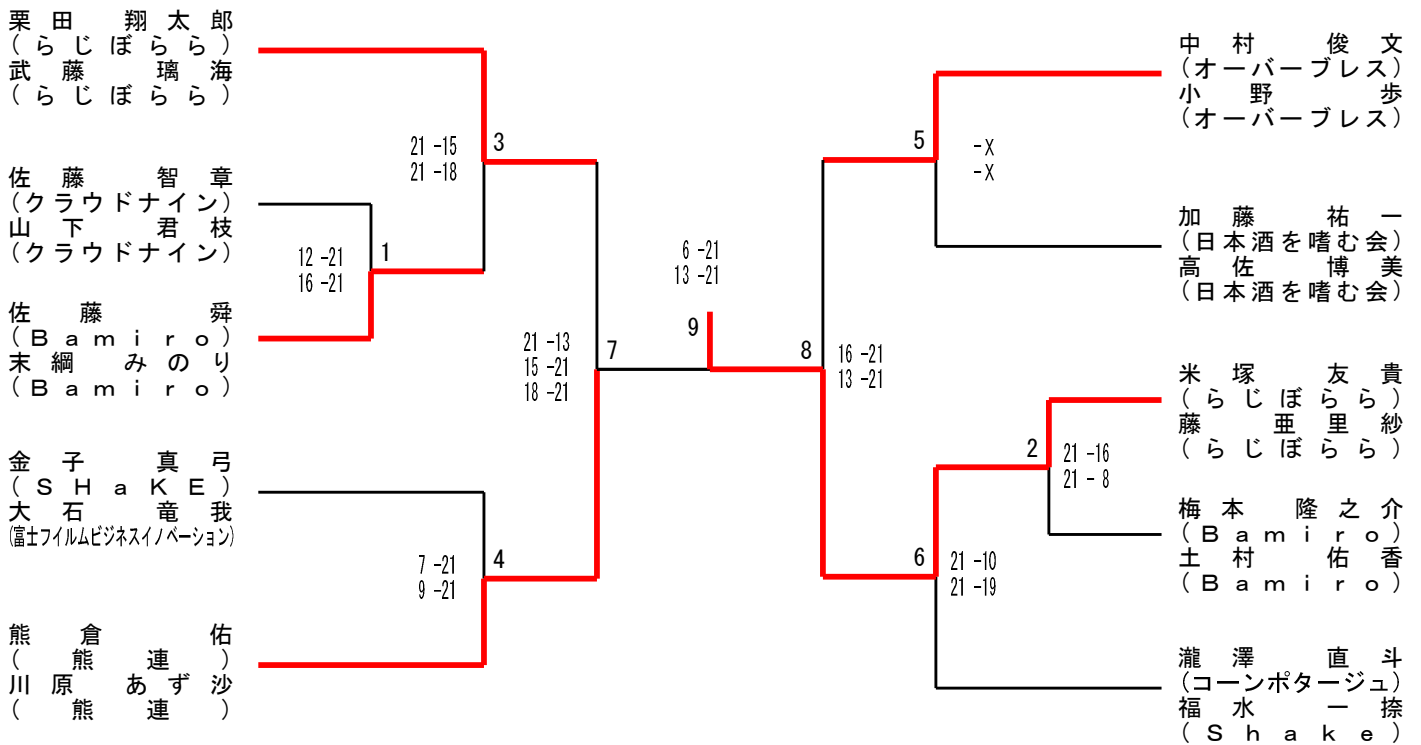 栗田 翔太郎
(らじぼらら)
武藤 璃海
(らじぼらら)
佐藤 智章
(クラウドナイン)
山下 君枝
(クラウドナイン)
佐藤 舜
(Bamiro)
末綱 みのり
(Bamiro)
金子 真弓
(SHaKE)
大石 竜我
(富士フイルムビジネスイノベーション)
熊倉 佑
(熊連)
川原 あず沙
(熊連)
21 -15
21 -18
3
12 -21
16 -21
1
21 -13
15 -21
18 -21
7
7 -21
9 -21
4
6 -21
13 -21
9
8
16 -21
13 -21
5
-X
-X
2
21 -16
21 - 8
6
21 -10
21 -19
中村 俊文
(オーバーブレス)
小野 歩
(オーバーブレス)
加藤 祐一
(日本酒を嗜む会)
高佐 博美
(日本酒を嗜む会)
米塚 友貴
(らじぼらら)
藤 亜里紗
(らじぼらら)
梅本 隆之介
(Bamiro)
土村 佑香
(Bamiro)
瀧澤 直斗
(コーンポタージュ)
福水 一捺
(Shake)